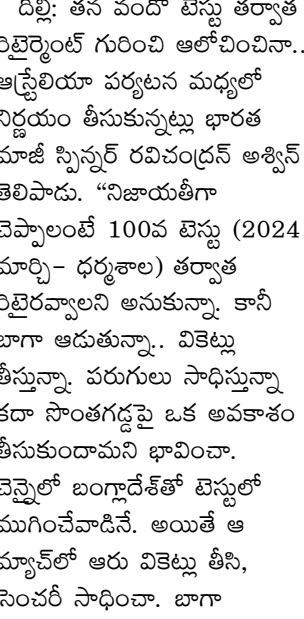 దిల్లీ: తన వందో టెస్టు తర్వాత
రిటైర్మెంట్ గురించి ఆలోచించినా..
ఆస్ట్రేలియా పర్యటన మధ్యలో
నిర్ణయం తీసుకున్నట్లు భారత
మాజీ స్పిన్నర్ రవిచంద్రన్ అశ్విన్
తెలిపాడు. “నిజాయతీగా
చెప్పాలంటే 100వ టెస్టు (2024
మార్చి- ధర్మశాల) తర్వాత
రిటైరవ్వాలని అనుకున్నా. కానీ
బాగా ఆడుతున్నా.. వికెట్లు
తీస్తున్నా. పరుగులు సాధిస్తున్నా
కదా సొంతగడ్డపై ఒక అవకాశం
తీసుకుందామని భావించా.
చెన్నైలో బంగ్లాదేశ్‌తో టెస్టులో
ముగించేవాడినే. అయితే ఆ
మ్యాచ్‌లో ఆరు వికెట్లు తీసి,
సెంచరీ సాధించా. బాగా